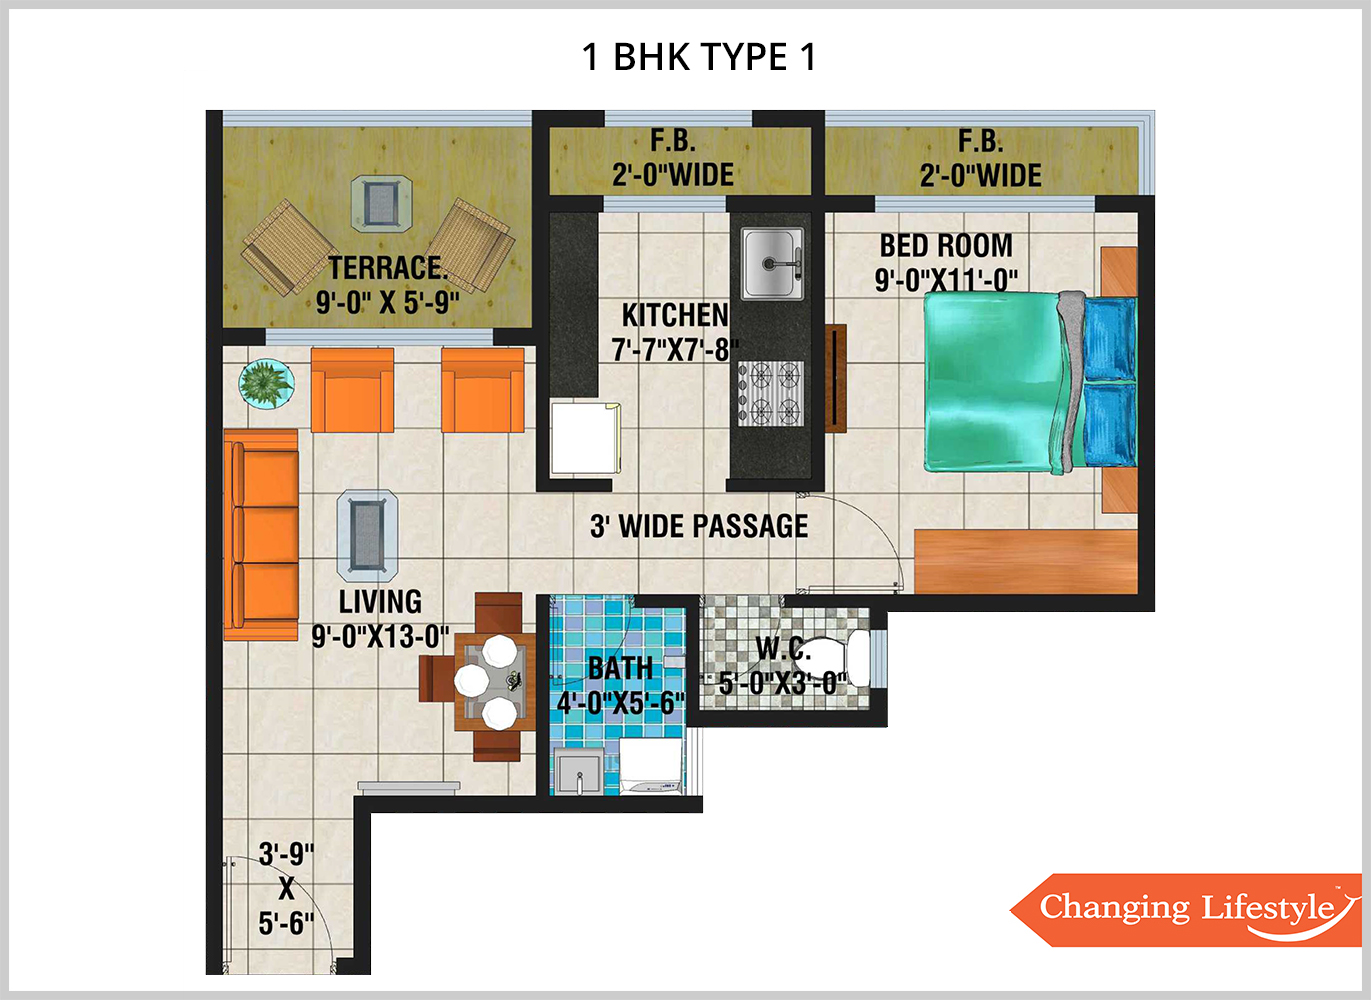 1 BHK TYPE 1
F.B.
2'-0"WIDE
F.B.
2'-0"WIDE
TERRACE.
9'-0" X 5'-9"
KITCHEN
7'-7"X7'-8"
BED ROOM
9'-0"X11'-0"
3' WIDE PASSAGE
LIVING
9'-0"X13-0"
BATH
4'-0"X5'-6"
W.C.
5'-0"X3'-0"
3'-9"
X
5'-6"
Changing Lifestyle™